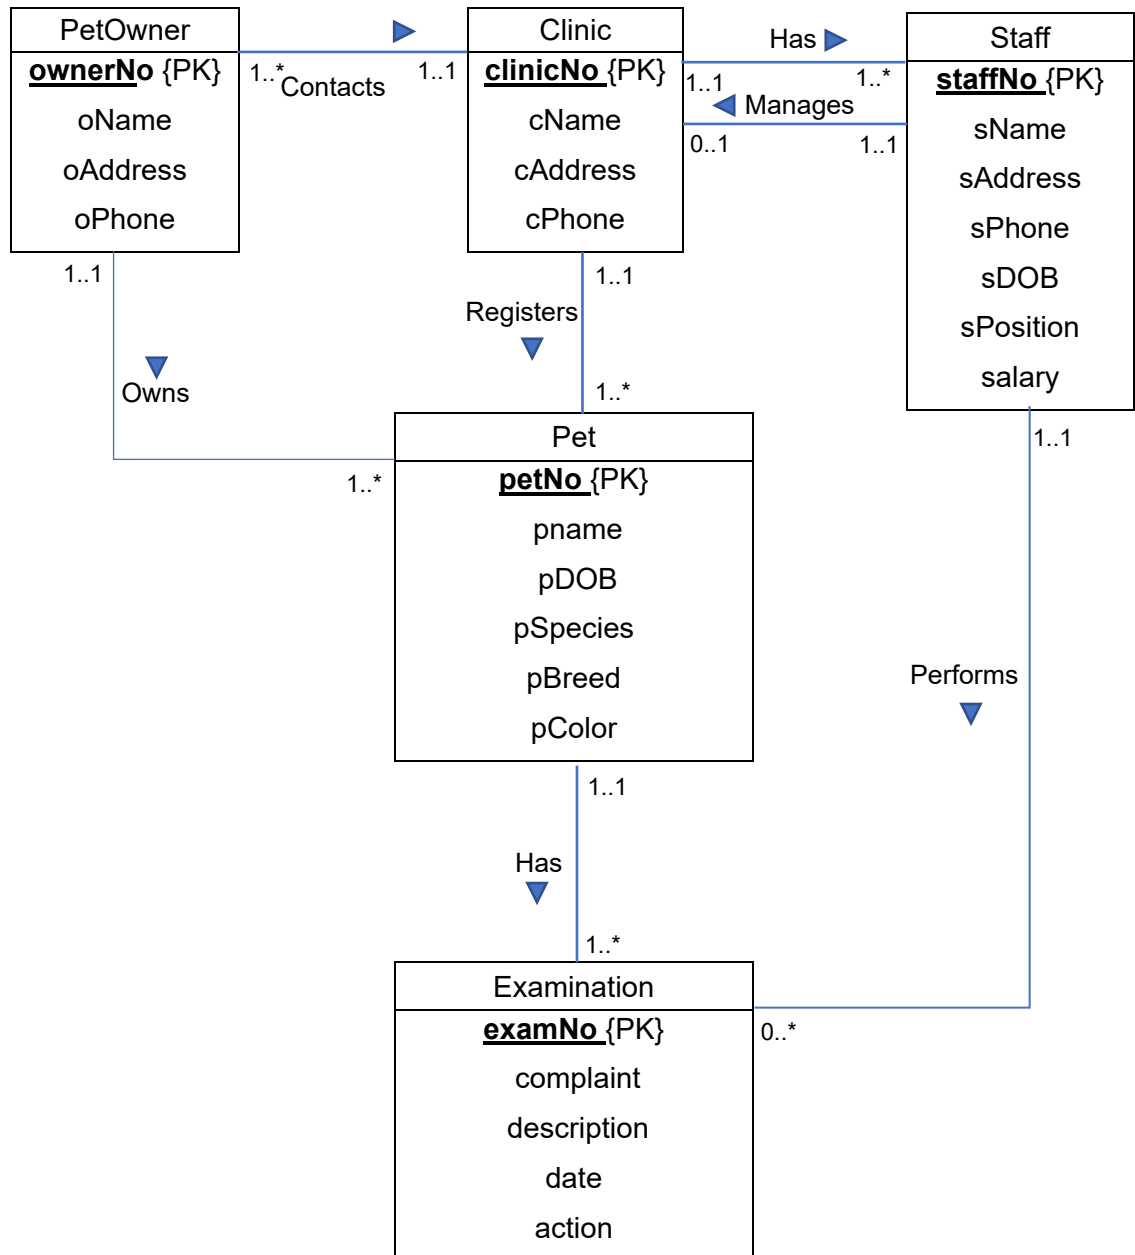 PetOwner
ownerNo {PK}
oName
oAddress
oPhone
1..*
Contacts
1..1
Clinic
clinicNo {PK}
cName
cAddress
cPhone
Has
1..1
1..*
Manages
0..1
1..1
Staff
staffNo {PK}
sName
sAddress
sPhone
sDOB
sPosition
salary
1..1
Owns
1..*
1..1
Registers
1..*
Pet
petNo {PK}
pname
pDOB
pSpecies
pBreed
pColor
1..1
Performs
0..*
1..1
Has
1..*
Examination
examNo {PK}
complaint
description
date
action